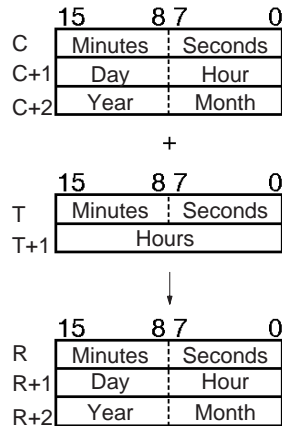 15 8 7 0
C Minutes Seconds
C+1 Day Hour
C+2 Year Month
+
15 8 7 0
T Minutes Seconds
T+1 Hours
15 8 7 0
R Minutes Seconds
R+1 Day Hour
R+2 Year Month